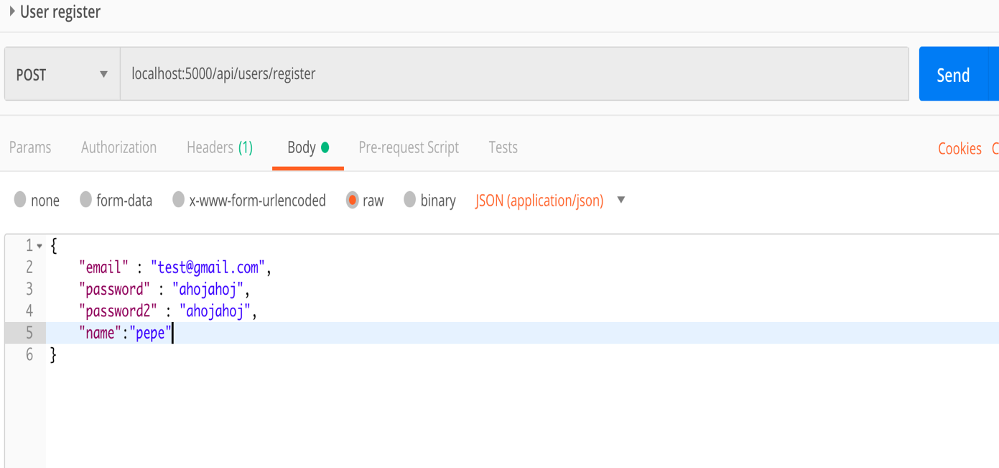 User register
POST localhost:5000/api/users/register Send
Params Authorization Headers (1) Body Pre-request Script Tests Cookies
none form-data x-www-form-urlencoded raw binary JSON (application/json)
1 {
2 "email" : "test@gmail.com",
3 "password" : "ahojahoj",
4 "password2" : "ahojahoj",
5 "name":"pepe"
6 }